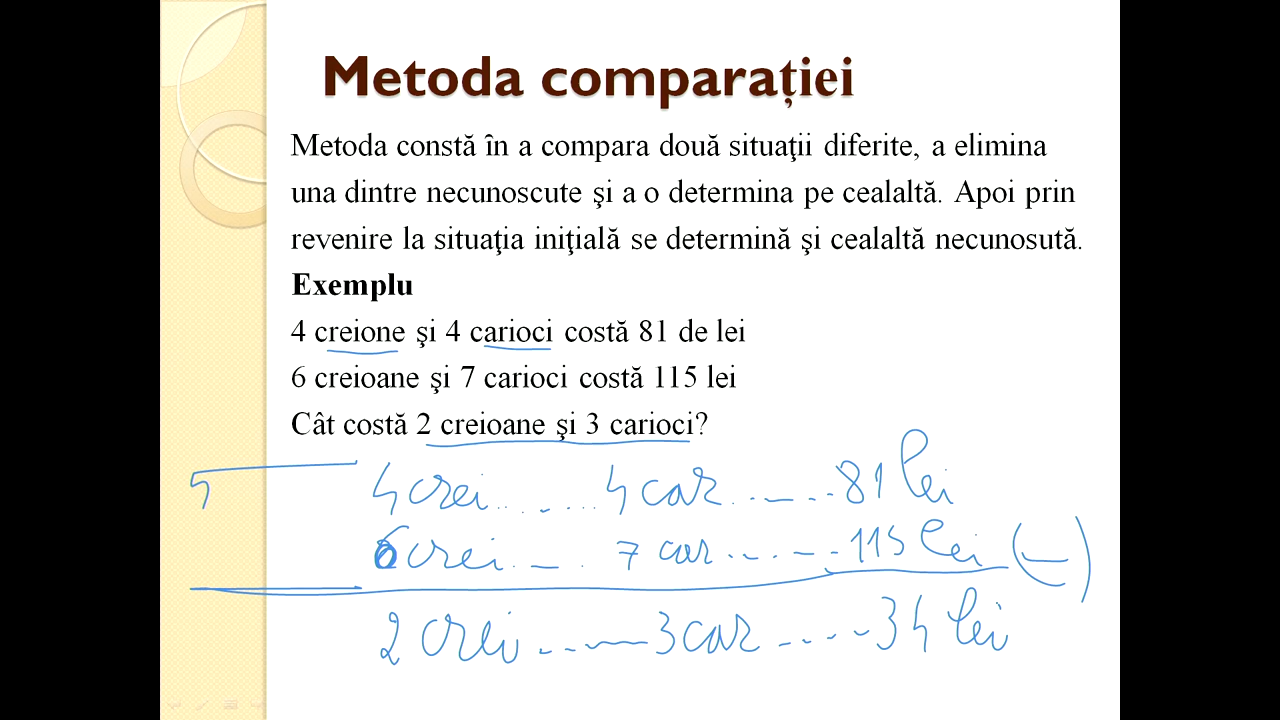 Metoda comparației
Metoda constă în a compara două situaţii diferite, a elimina
una dintre necunoscute şi a o determina pe cealaltă. Apoi prin
revenire la situaţia iniţială se determină şi cealaltă necunosută.
Exemplu
4 creione şi 4 carioci costă 81 de lei
6 creioane şi 7 carioci costă 115 lei
Cât costă 2 creioane şi 3 carioci?
4 crei ..... 4 car ..... 81 lei
6 crei ..... 7 car ..... 115 lei (-)
2 crei ..... 3 car ..... 34 lei